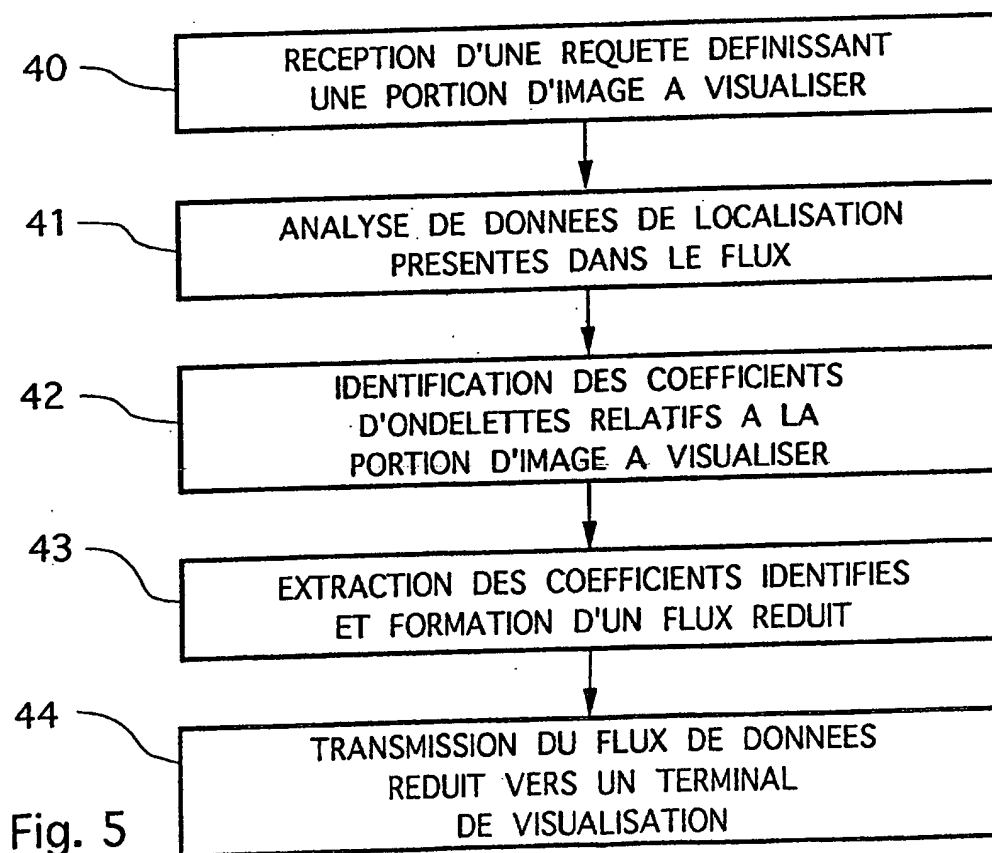 40
RECEPTION D'UNE REQUETE DEFINISSANT
UNE PORTION D'IMAGE A VISUALISER
41
ANALYSE DE DONNEES DE LOCALISATION
PRESENTES DANS LE FLUX
42
IDENTIFICATION DES COEFFICIENTS
D'ONDELETTES RELATIFS A LA
PORTION D'IMAGE A VISUALISER
43
EXTRACTION DES COEFFICIENTS IDENTIFIES
ET FORMATION D'UN FLUX REDUIT
44
TRANSMISSION DU FLUX DE DONNEES
REDUIT VERS UN TERMINAL
DE VISUALISATION
Fig. 5